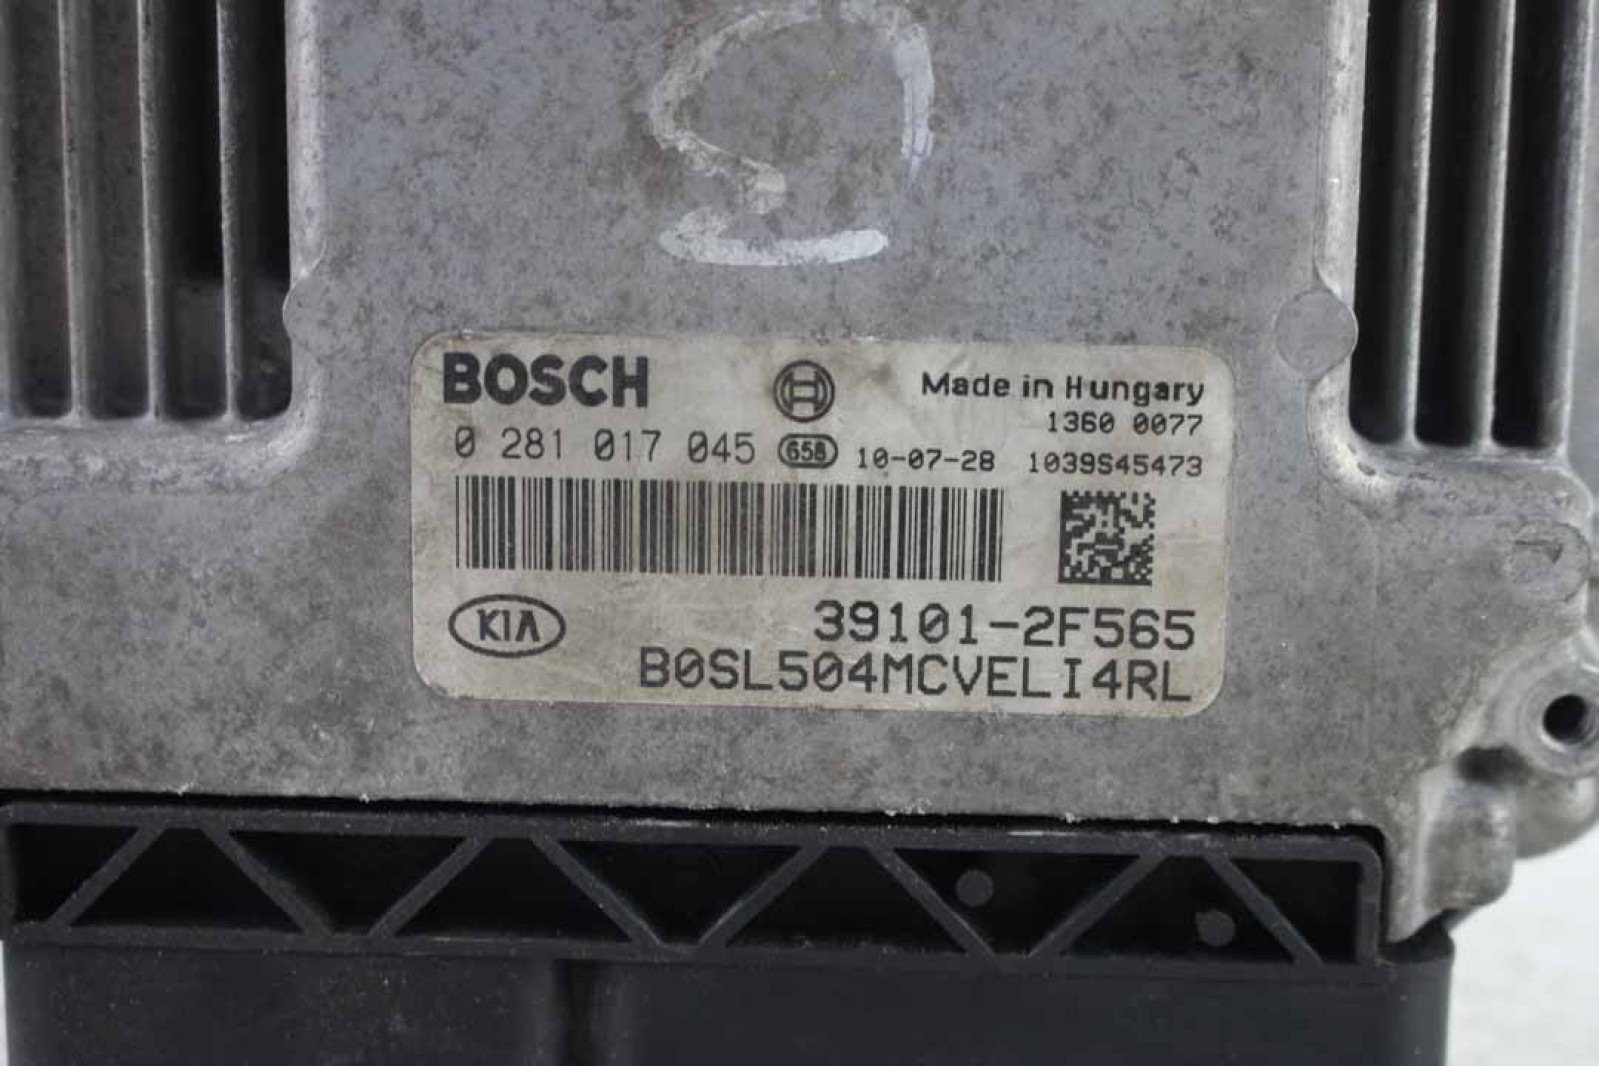 5
BOSCH
Made in Hungary
1360 0077
0 281 017 045 658 10-07-28 1039S45473
KIA
39101-2F565
B0SL504MCVELI4RL